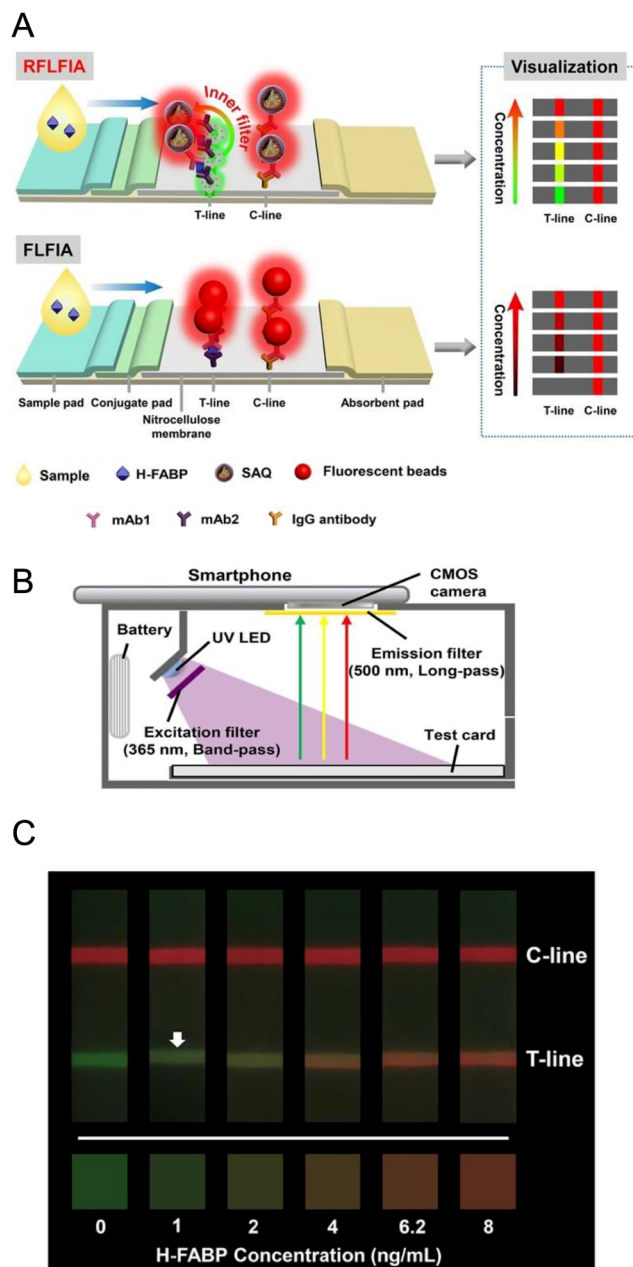 A
RFLFIA
Inner filter
T-line
C-line
Visualization
Concentration
T-line
C-line
FLFIA
Sample pad
Conjugate pad
Nitrocellulose
membrane
T-line
C-line
Absorbent pad
Concentration
T-line
C-line
Sample
H-FABP
SAQ
Fluorescent beads
mAb1
mAb2
IgG antibody
B
Smartphone
CMOS
camera
Battery
UV LED
Emission filter
(500 nm, Long-pass)
Excitation filter
(365 nm, Band-pass)
Test card
C
C-line
T-line
0 1 2 4 6.2 8
H-FABP Concentration (ng/mL)